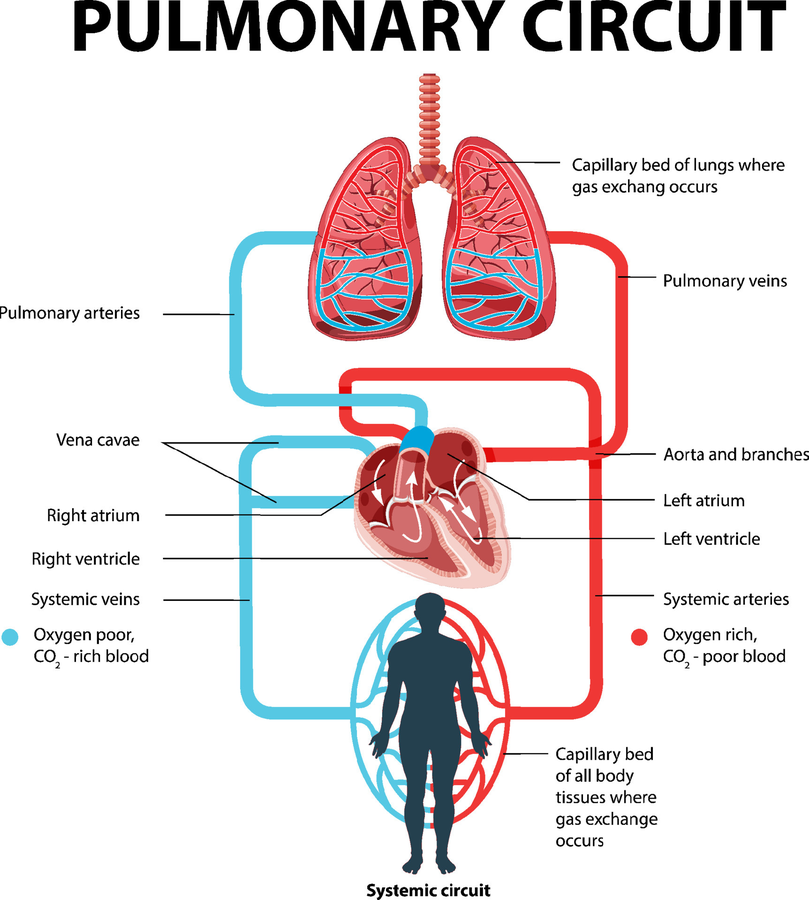 PULMONARY CIRCUIT
Capillary bed of lungs where
gas exchang occurs
Pulmonary veins
Pulmonary arteries
Vena cavae
Aorta and branches
Right atrium
Left atrium
Left ventricle
Right ventricle
Systemic veins
Systemic arteries
Oxygen poor,
CO₂ - rich blood
Oxygen rich,
CO₂ - poor blood
Capillary bed
of all body
tissues where
gas exchange
occurs
Systemic circuit